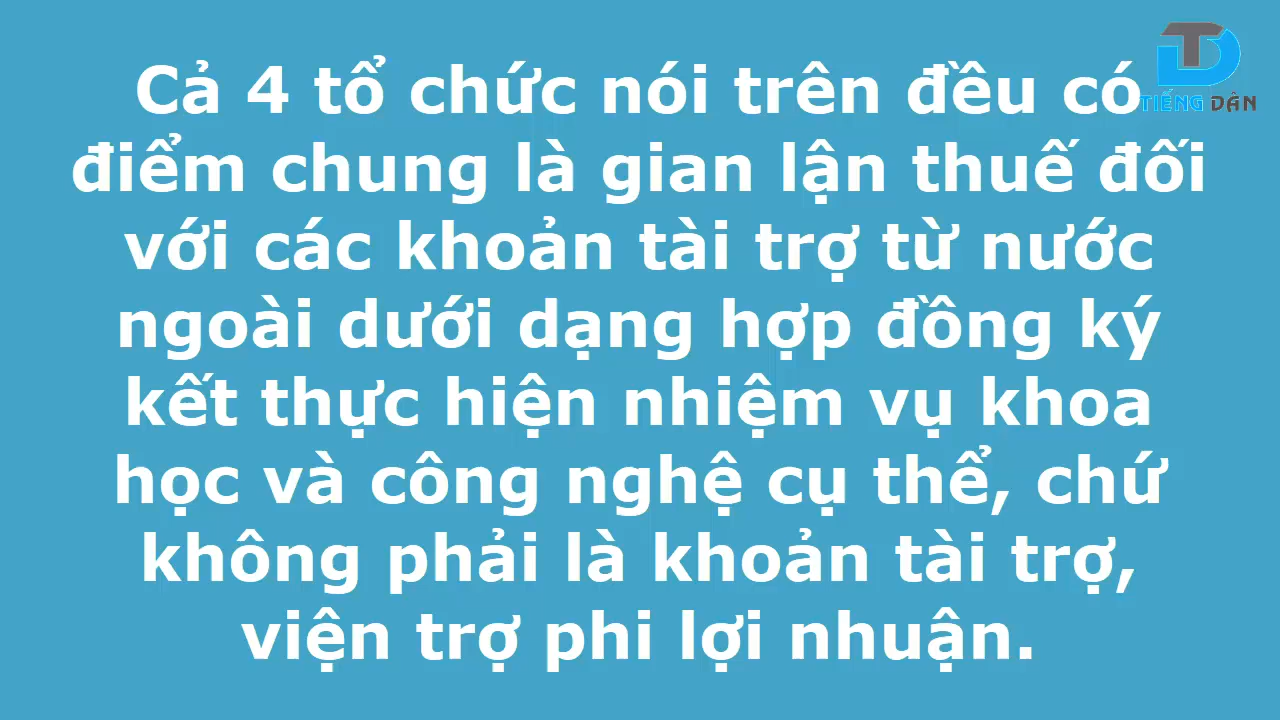 Cả 4 tổ chức nói trên đều có
điểm chung là gian lận thuế đối
với các khoản tài trợ từ nước
ngoài dưới dạng hợp đồng ký
kết thực hiện nhiệm vụ khoa
học và công nghệ cụ thể, chứ
không phải là khoản tài trợ,
viện trợ phi lợi nhuận.
TD
TIẾNG DÂN